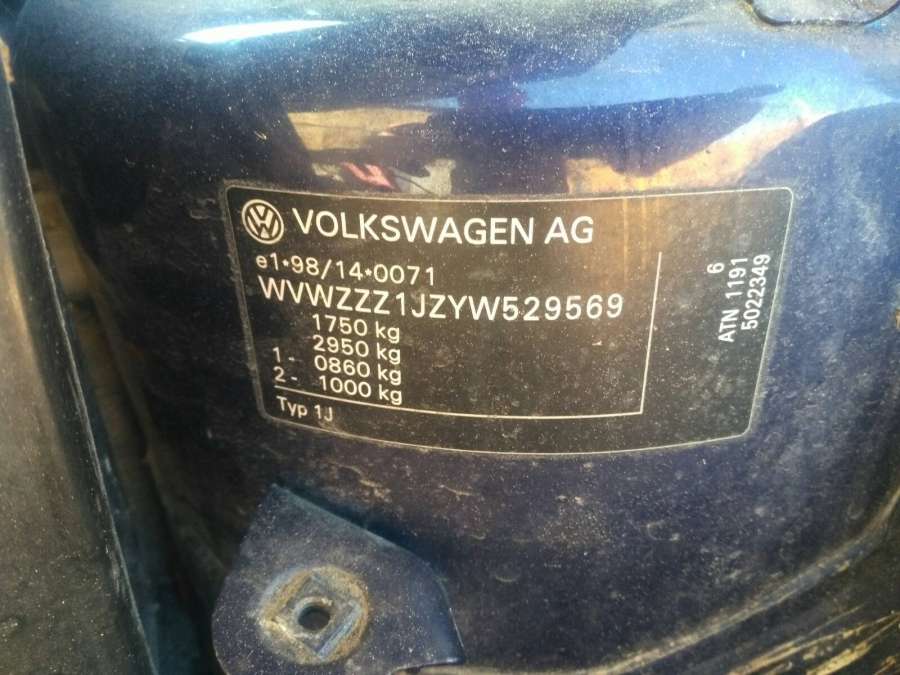 VOLKSWAGEN AG
e1*98/14*0071
WVWZZZ1JZYW529569
1750 kg
2950 kg
1- 0860 kg
2- 1000 kg
Typ 1J
6
ATN 1191
5022349